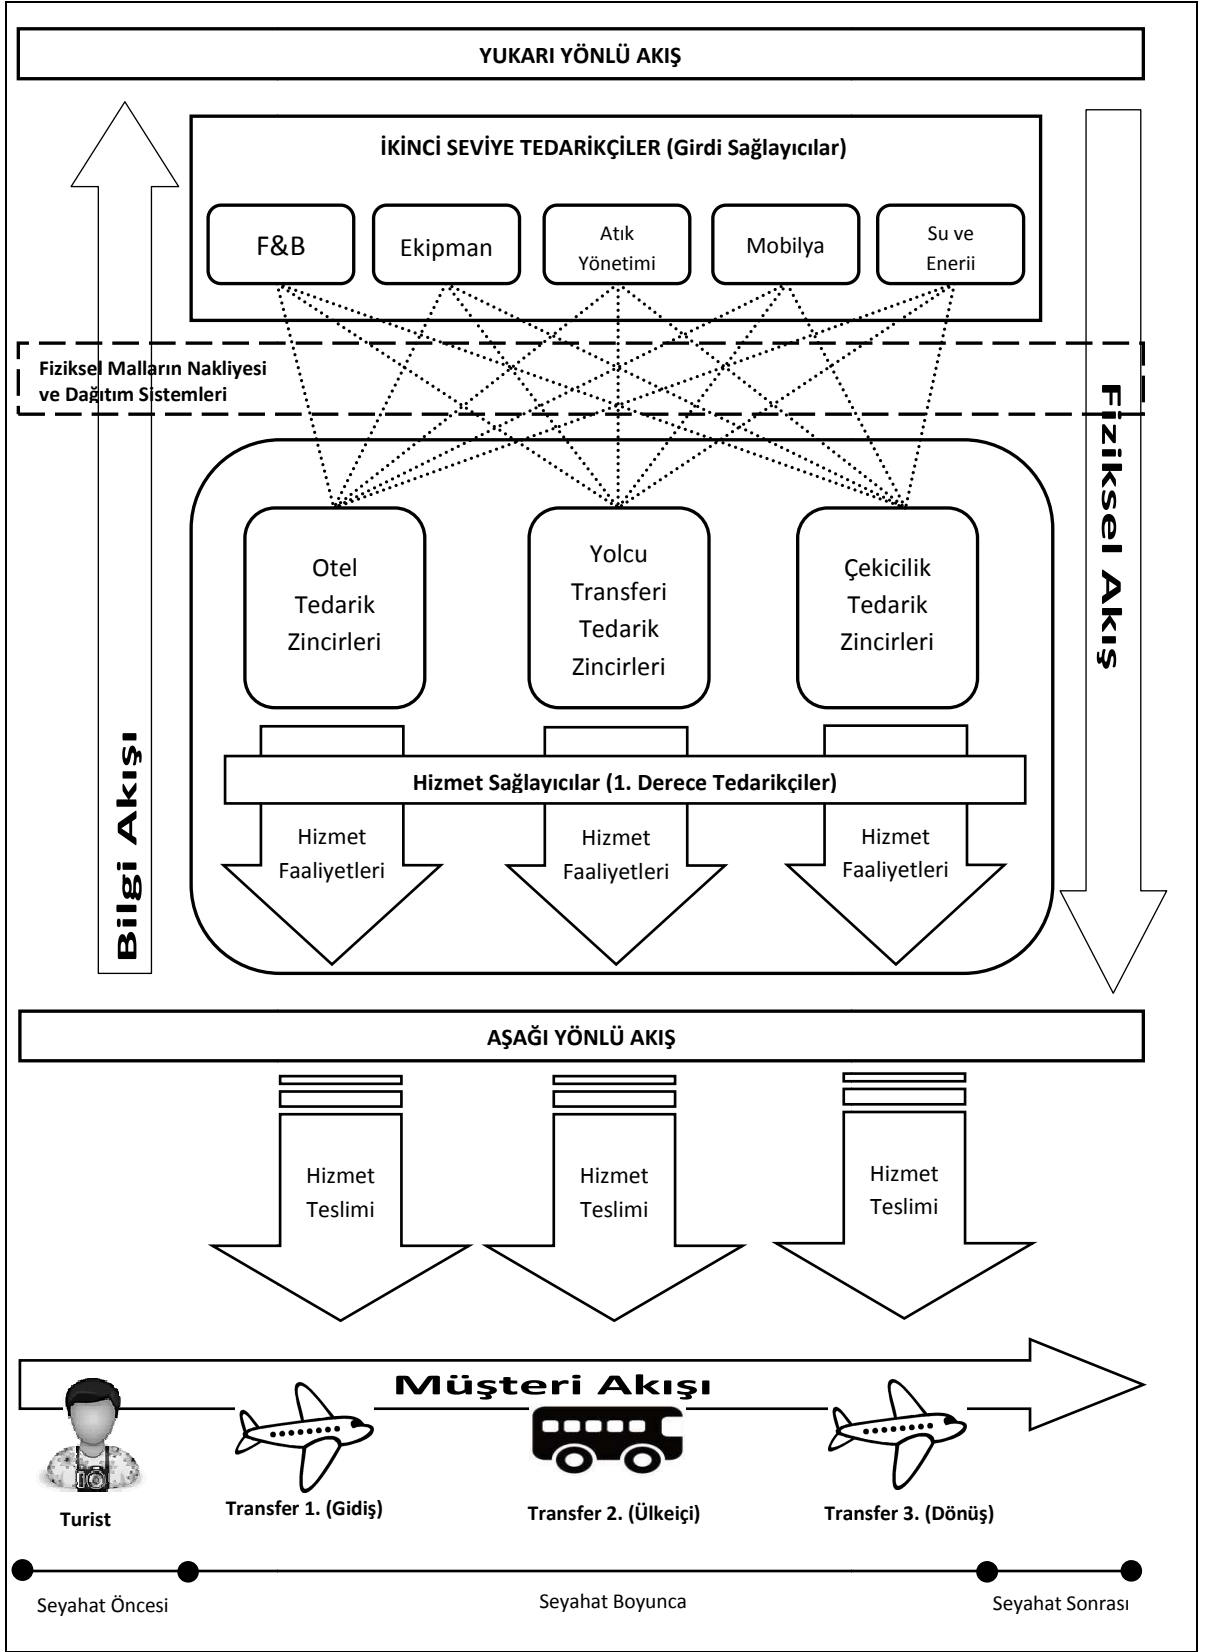 YUKARI YÖNLÜ AKIŞ
İKİNCİ SEVİYE TEDARİKÇİLER (Girdi Sağlayıcılar)
F&B
Ekipman
Atık
Yönetimi
Mobilya
Su ve
Enerii
Fiziksel Malların Nakliyesi
ve Dağıtım Sistemleri
Fiziksel Akış
Bilgi Akışı
Otel
Tedarik
Zincirleri
Yolcu
Transferi
Tedarik
Zincirleri
Çekicilik
Tedarik
Zincirleri
Hizmet Sağlayıcılar (1. Derece Tedarikçiler)
Hizmet
Faaliyetleri
Hizmet
Faaliyetleri
Hizmet
Faaliyetleri
AŞAĞI YÖNLÜ AKIŞ
Hizmet
Teslimi
Hizmet
Teslimi
Hizmet
Teslimi
Müşteri Akışı
Turist
Transfer 1. (Gidiş)
Transfer 2. (Ülkeiçi)
Transfer 3. (Dönüş)
Seyahat Öncesi
Seyahat Boyunca
Seyahat Sonrası